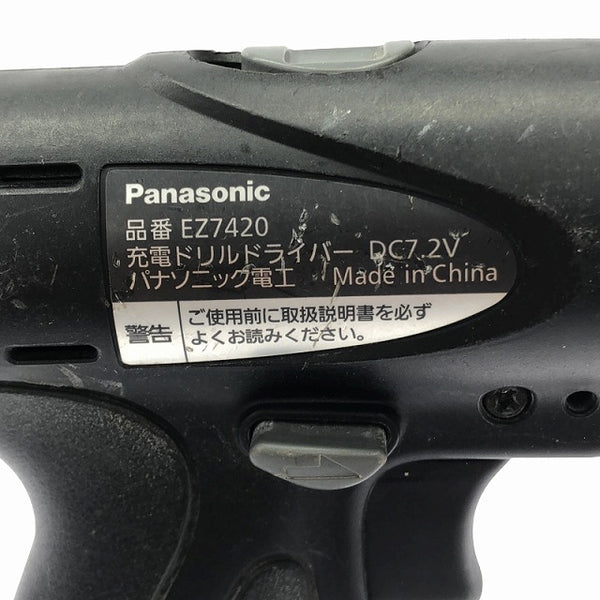 Panasonic
品番 EZ7420
充電ドリルドライバー DC7.2V
パナソニック電工 Made in China
警告
ご使用前に取扱説明書を必ず
よくお読みください。